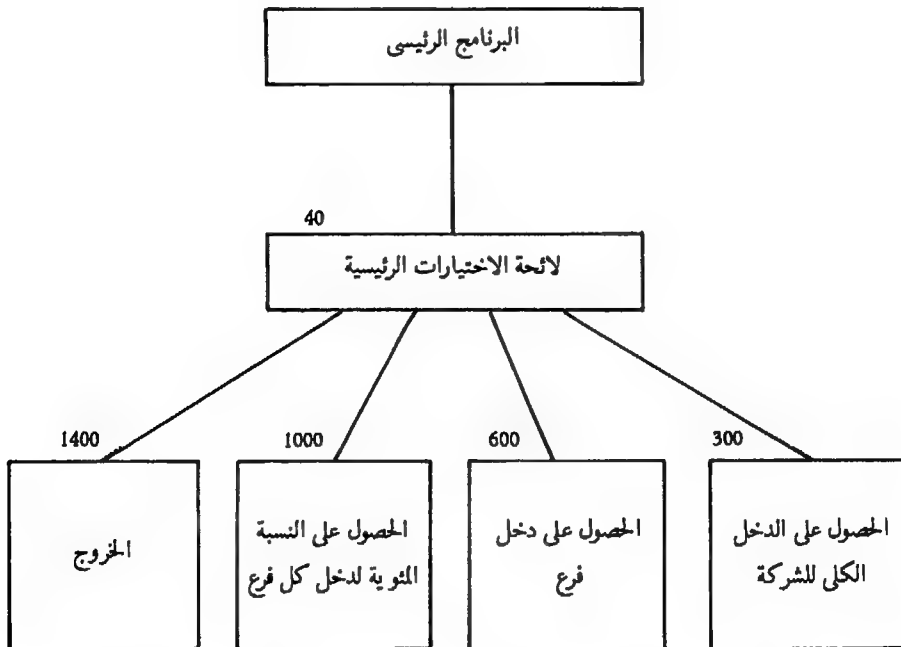 البرنامج الرئيسى
40
لائحة الاختيارات الرئيسية
300
الحصول على الدخل
الكلى للشركة
600
الحصول على دخل
فرع
1000
الحصول على النسبة
المئوية لدخل كل فرع
1400
الخروج